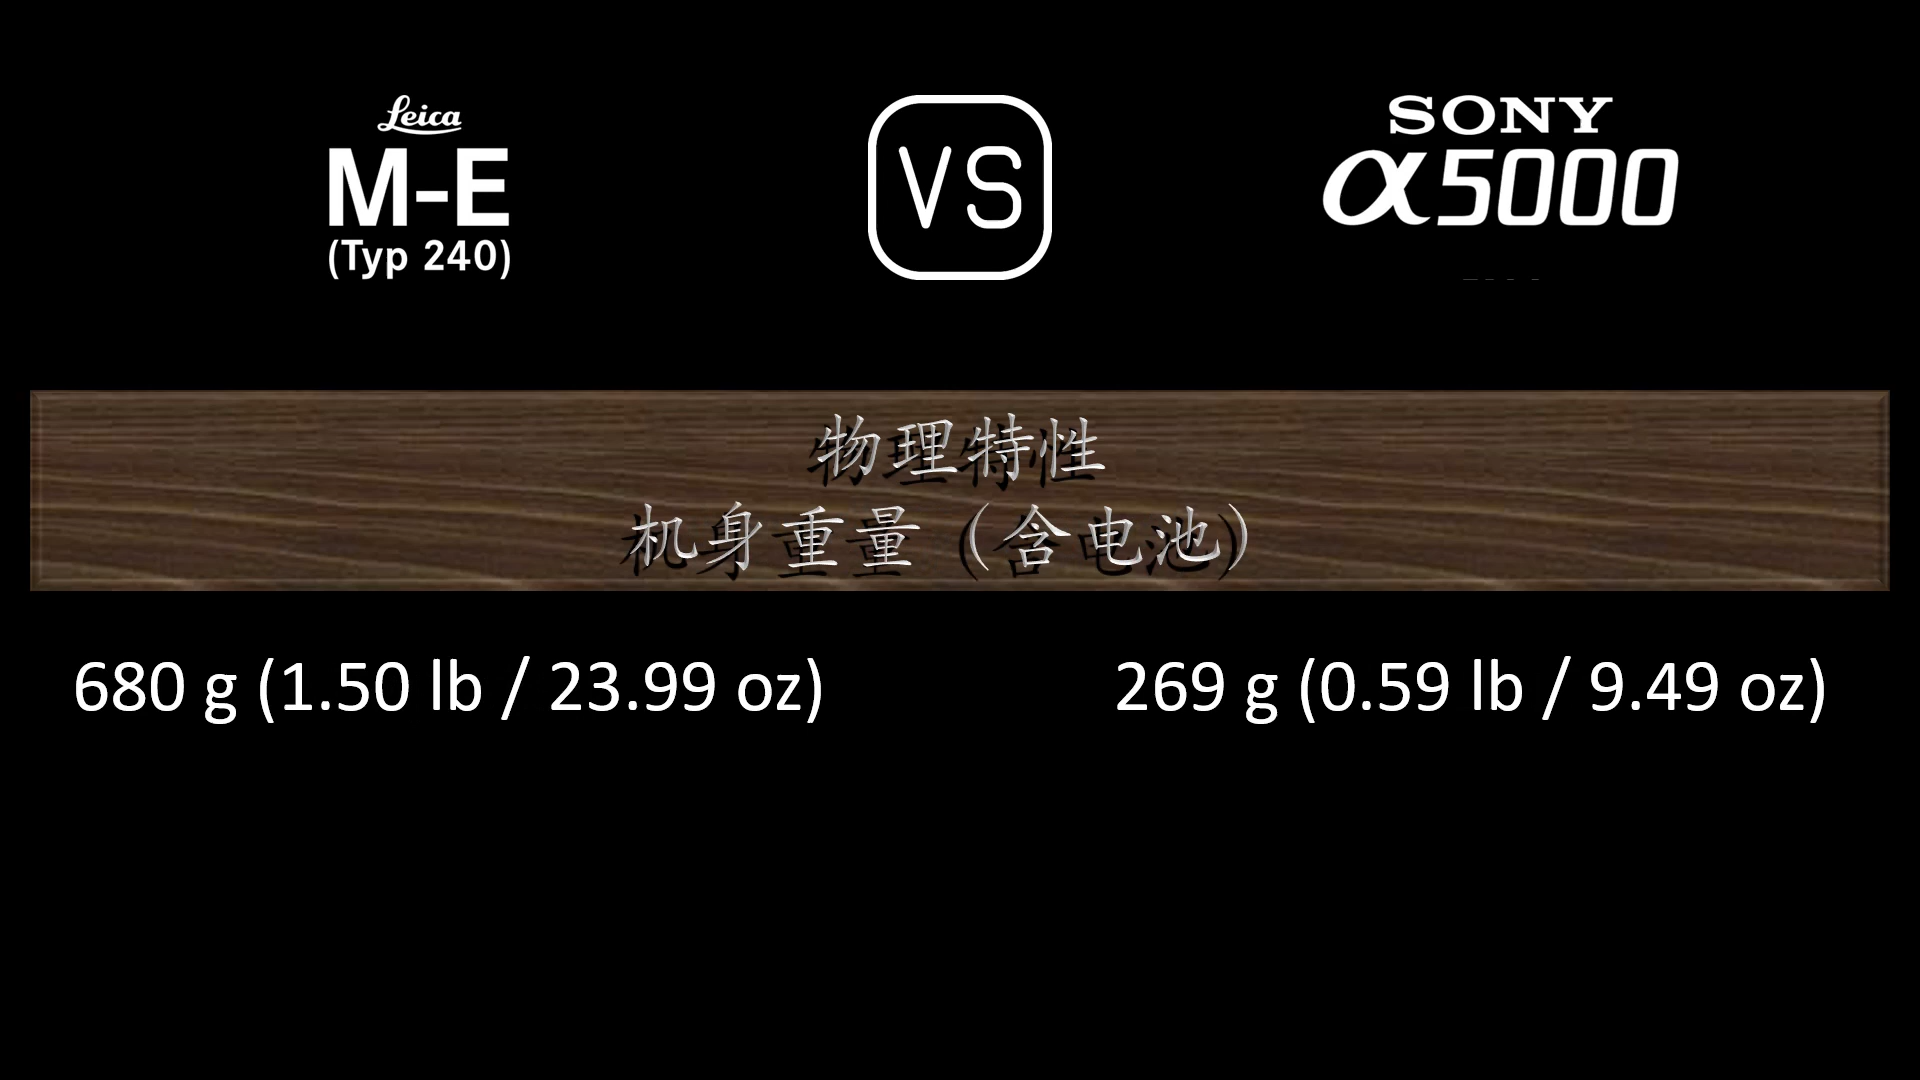 Leica
M-E
(Typ 240)
VS
SONY
α5000
物理特性
机身重量（含电池）
680 g (1.50 lb / 23.99 oz)
269 g (0.59 lb / 9.49 oz)